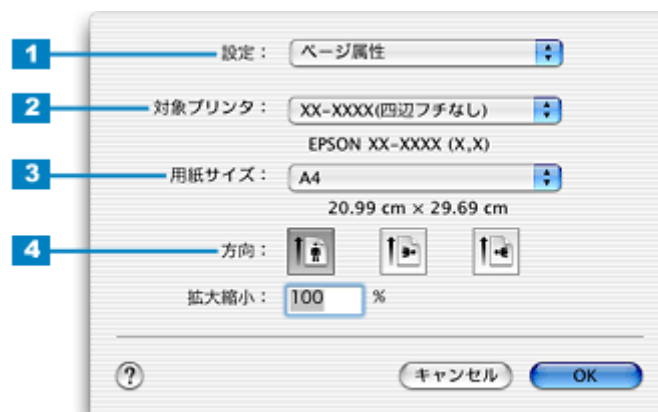 1 設定： ページ属性
2 対象プリンタ： XX-XXXX(四辺フチなし)
EPSON XX-XXXX (X,X)
3 用紙サイズ： A4
20.99 cm × 29.69 cm
4 方向：
拡大縮小： 100 %
? キャンセル OK